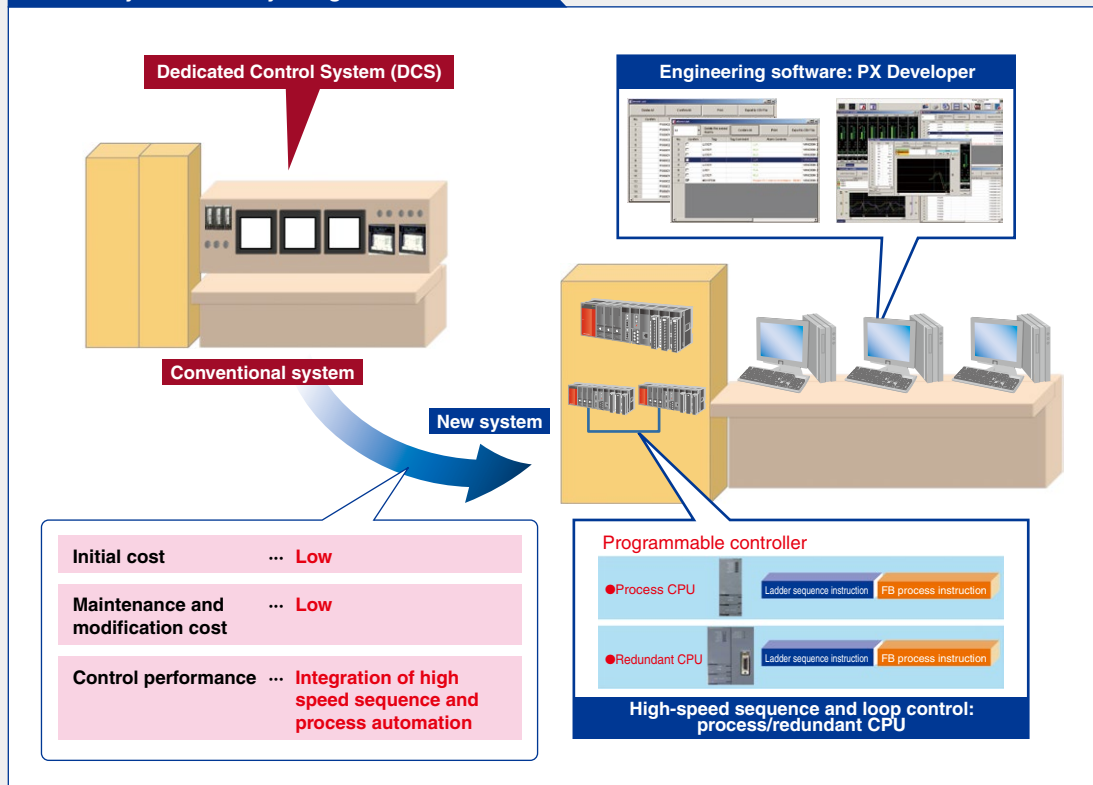 Dedicated Control System (DCS)
Engineering software: PX Developer
Conventional system
New system
Initial cost ... Low
Maintenance and ... Low
modification cost
Control performance ... Integration of high
speed sequence and
process automation
Programmable controller
●Process CPU
Ladder sequence instruction
FB process instruction
●Redundant CPU
Ladder sequence instruction
FB process instruction
High-speed sequence and loop control:
process/redundant CPU